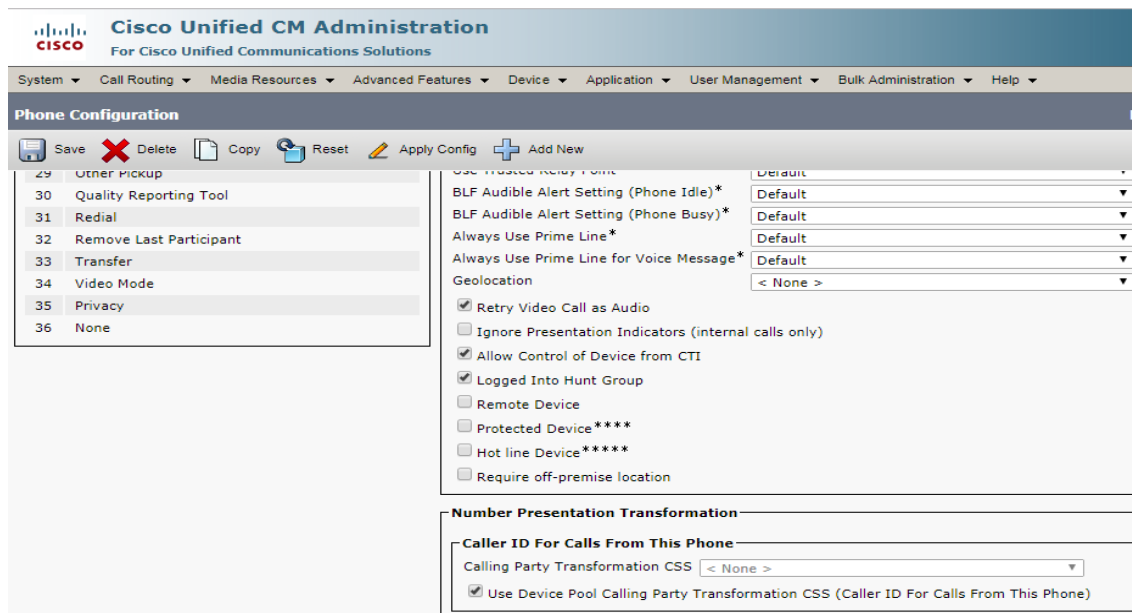 Cisco Unified CM Administration
CISCO
For Cisco Unified Communications Solutions
System Call Routing Media Resources Advanced Features Device Application User Management Bulk Administration Help
Phone Configuration
Save Delete Copy Reset Apply Config Add New
29 Other Pickup
30 Quality Reporting Tool
31 Redial
32 Remove Last Participant
33 Transfer
34 Video Mode
35 Privacy
36 None
Use Trusted Relay Point Default
BLF Audible Alert Setting (Phone Idle)* Default
BLF Audible Alert Setting (Phone Busy)* Default
Always Use Prime Line* Default
Always Use Prime Line for Voice Message* Default
Geolocation < None >
Retry Video Call as Audio
Ignore Presentation Indicators (internal calls only)
Allow Control of Device from CTI
Logged Into Hunt Group
Remote Device
Protected Device****
Hot line Device*****
Require off-premise location
Number Presentation Transformation
Caller ID For Calls From This Phone
Calling Party Transformation CSS < None >
Use Device Pool Calling Party Transformation CSS (Caller ID For Calls From This Phone)